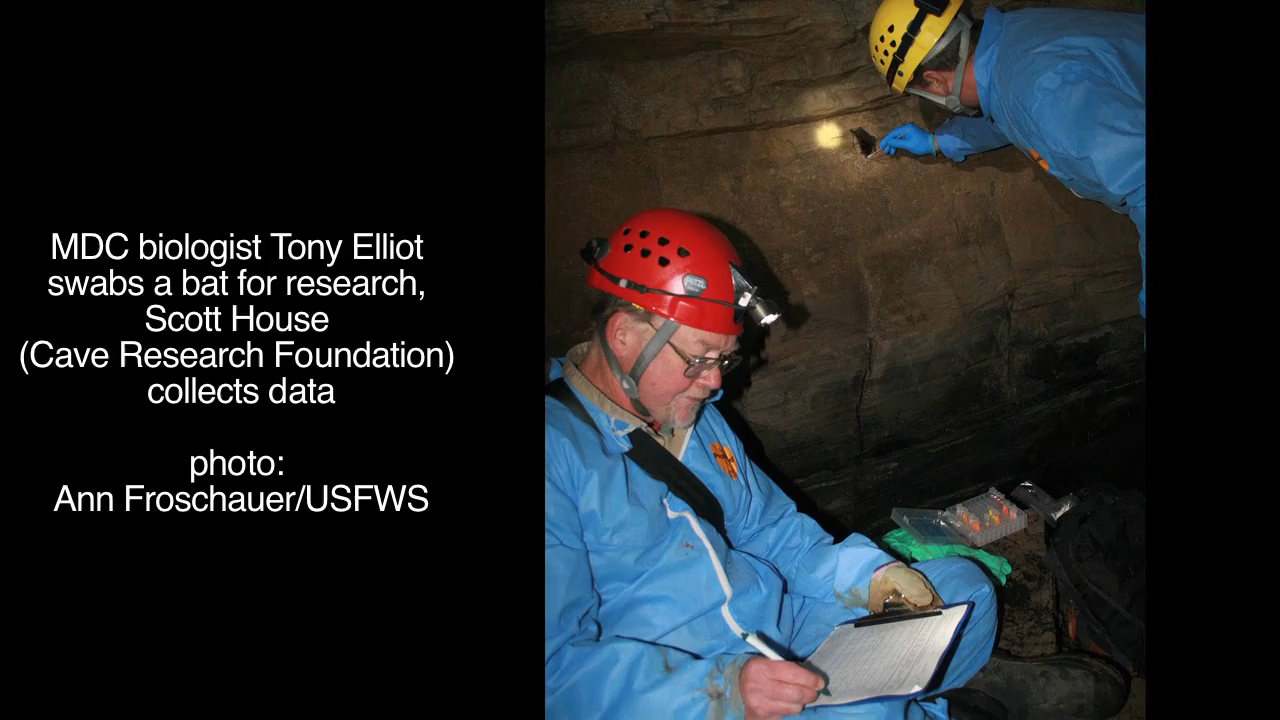 MDC biologist Tony Elliot
swabs a bat for research,
Scott House
(Cave Research Foundation)
collects data
photo:
Ann Froschauer/USFWS
PETZL